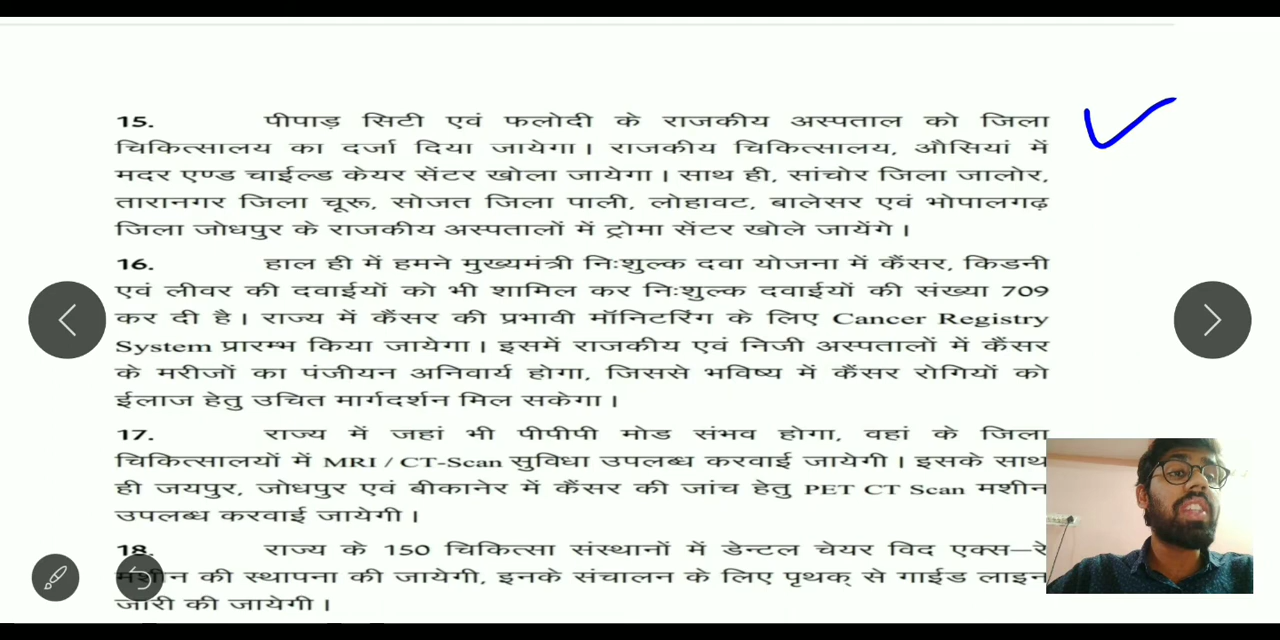 15. पीपाड़ सिटी एवं फलोदी के राजकीय अस्पताल को जिला
चिकित्सालय का दर्जा दिया जायेगा। राजकीय चिकित्सालय, औसियां में
मदर एण्ड चाईल्ड केयर सेंटर खोला जायेगा। साथ ही, सांचोर जिला जालोर,
तारानगर जिला चूरू, सोजत जिला पाली, लोहावट, बालेसर एवं भोपालगढ़
जिला जोधपुर के राजकीय अस्पतालों में ट्रोमा सेंटर खोले जायेंगे।
16. हाल ही में हमने मुख्यमंत्री निःशुल्क दवा योजना में कैंसर, किडनी
एवं लीवर की दवाईयों को भी शामिल कर निःशुल्क दवाईयों की संख्या 709
कर दी है। राज्य में कैंसर की प्रभावी मॉनिटरिंग के लिए Cancer Registry
System प्रारम्भ किया जायेगा। इसमें राजकीय एवं निजी अस्पतालों में कैंसर
के मरीजों का पंजीयन अनिवार्य होगा, जिससे भविष्य में कैंसर रोगियों को
ईलाज हेतु उचित मार्गदर्शन मिल सकेगा।
17. राज्य में जहां भी पीपीपी मोड संभव होगा, वहां के जिला
चिकित्सालयों में MRI / CT-Scan सुविधा उपलब्ध करवाई जायेगी। इसके साथ
ही जयपुर, जोधपुर एवं बीकानेर में कैंसर की जांच हेतु PET CT Scan मशीन
उपलब्ध करवाई जायेगी।
18. राज्य के 150 चिकित्सा संस्थानों में डेन्टल चेयर विद एक्स–रे
मशीन की स्थापना की जायेगी, इनके संचालन के लिए पृथक् से गाईड लाइन
जारी की जायेगी।